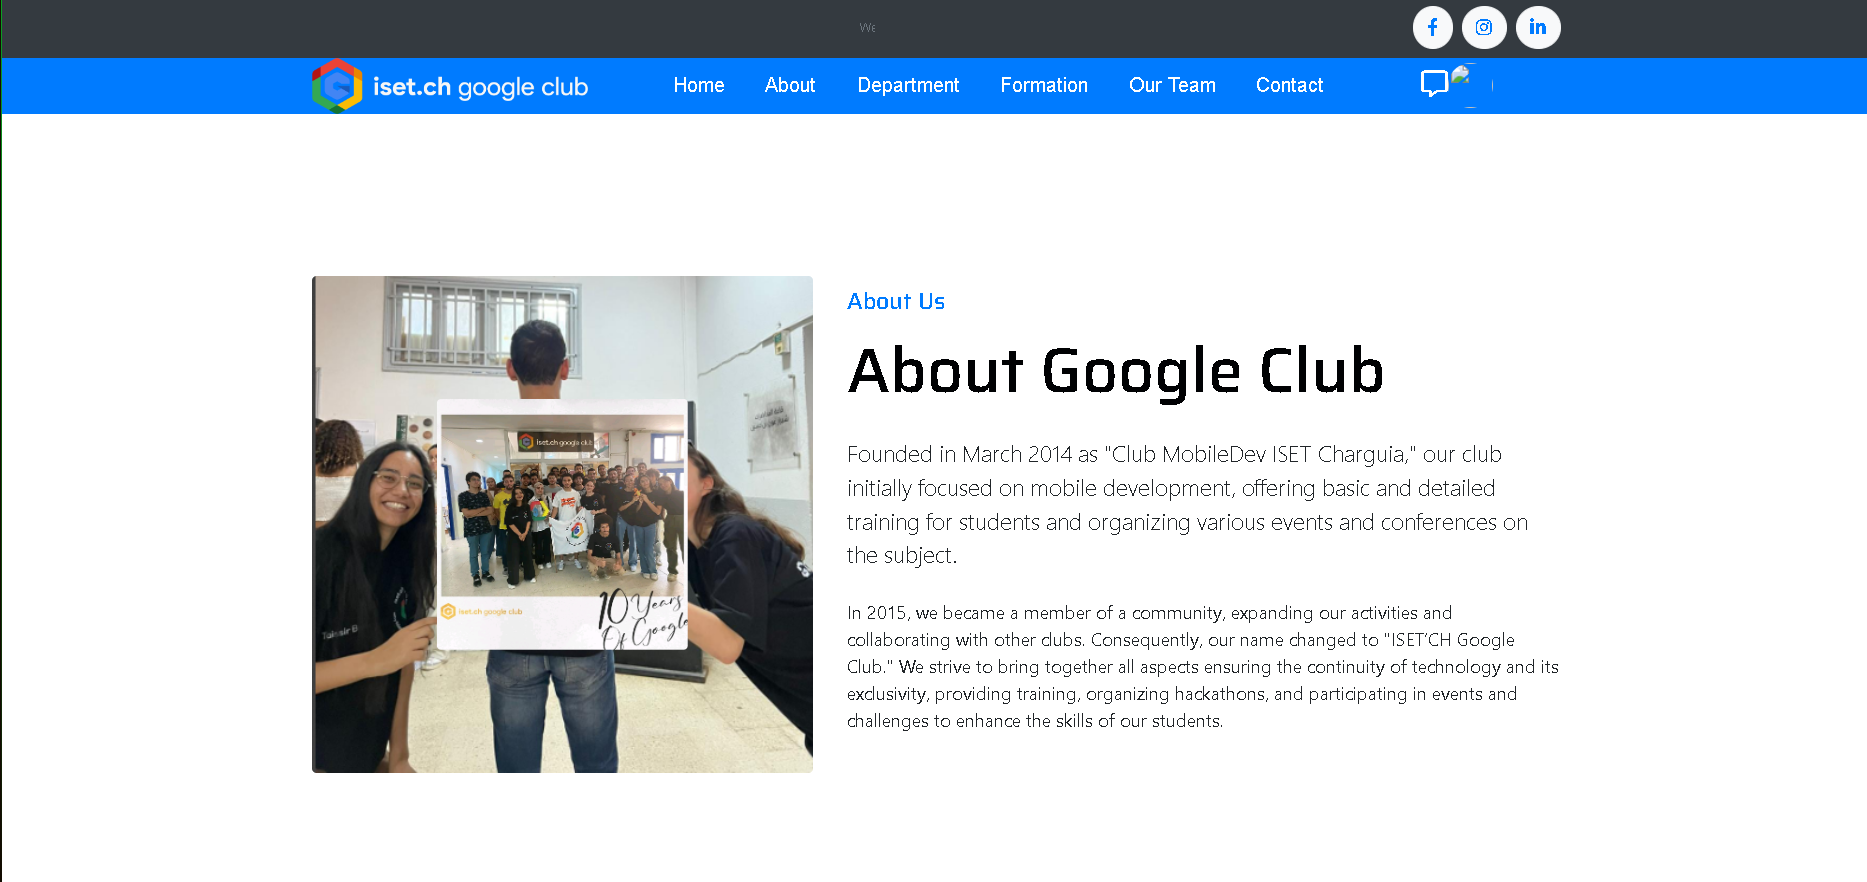 We
iset.ch google club
Home
About
Department
Formation
Our Team
Contact
iset.ch google club
iset.ch google club
10 Years
Of Google
Taissir B
About Us
About Google Club
Founded in March 2014 as "Club MobileDev ISET Charguia," our club
initially focused on mobile development, offering basic and detailed
training for students and organizing various events and conferences on
the subject.
In 2015, we became a member of a community, expanding our activities and
collaborating with other clubs. Consequently, our name changed to "ISET'CH Google
Club." We strive to bring together all aspects ensuring the continuity of technology and its
exclusivity, providing training, organizing hackathons, and participating in events and
challenges to enhance the skills of our students.